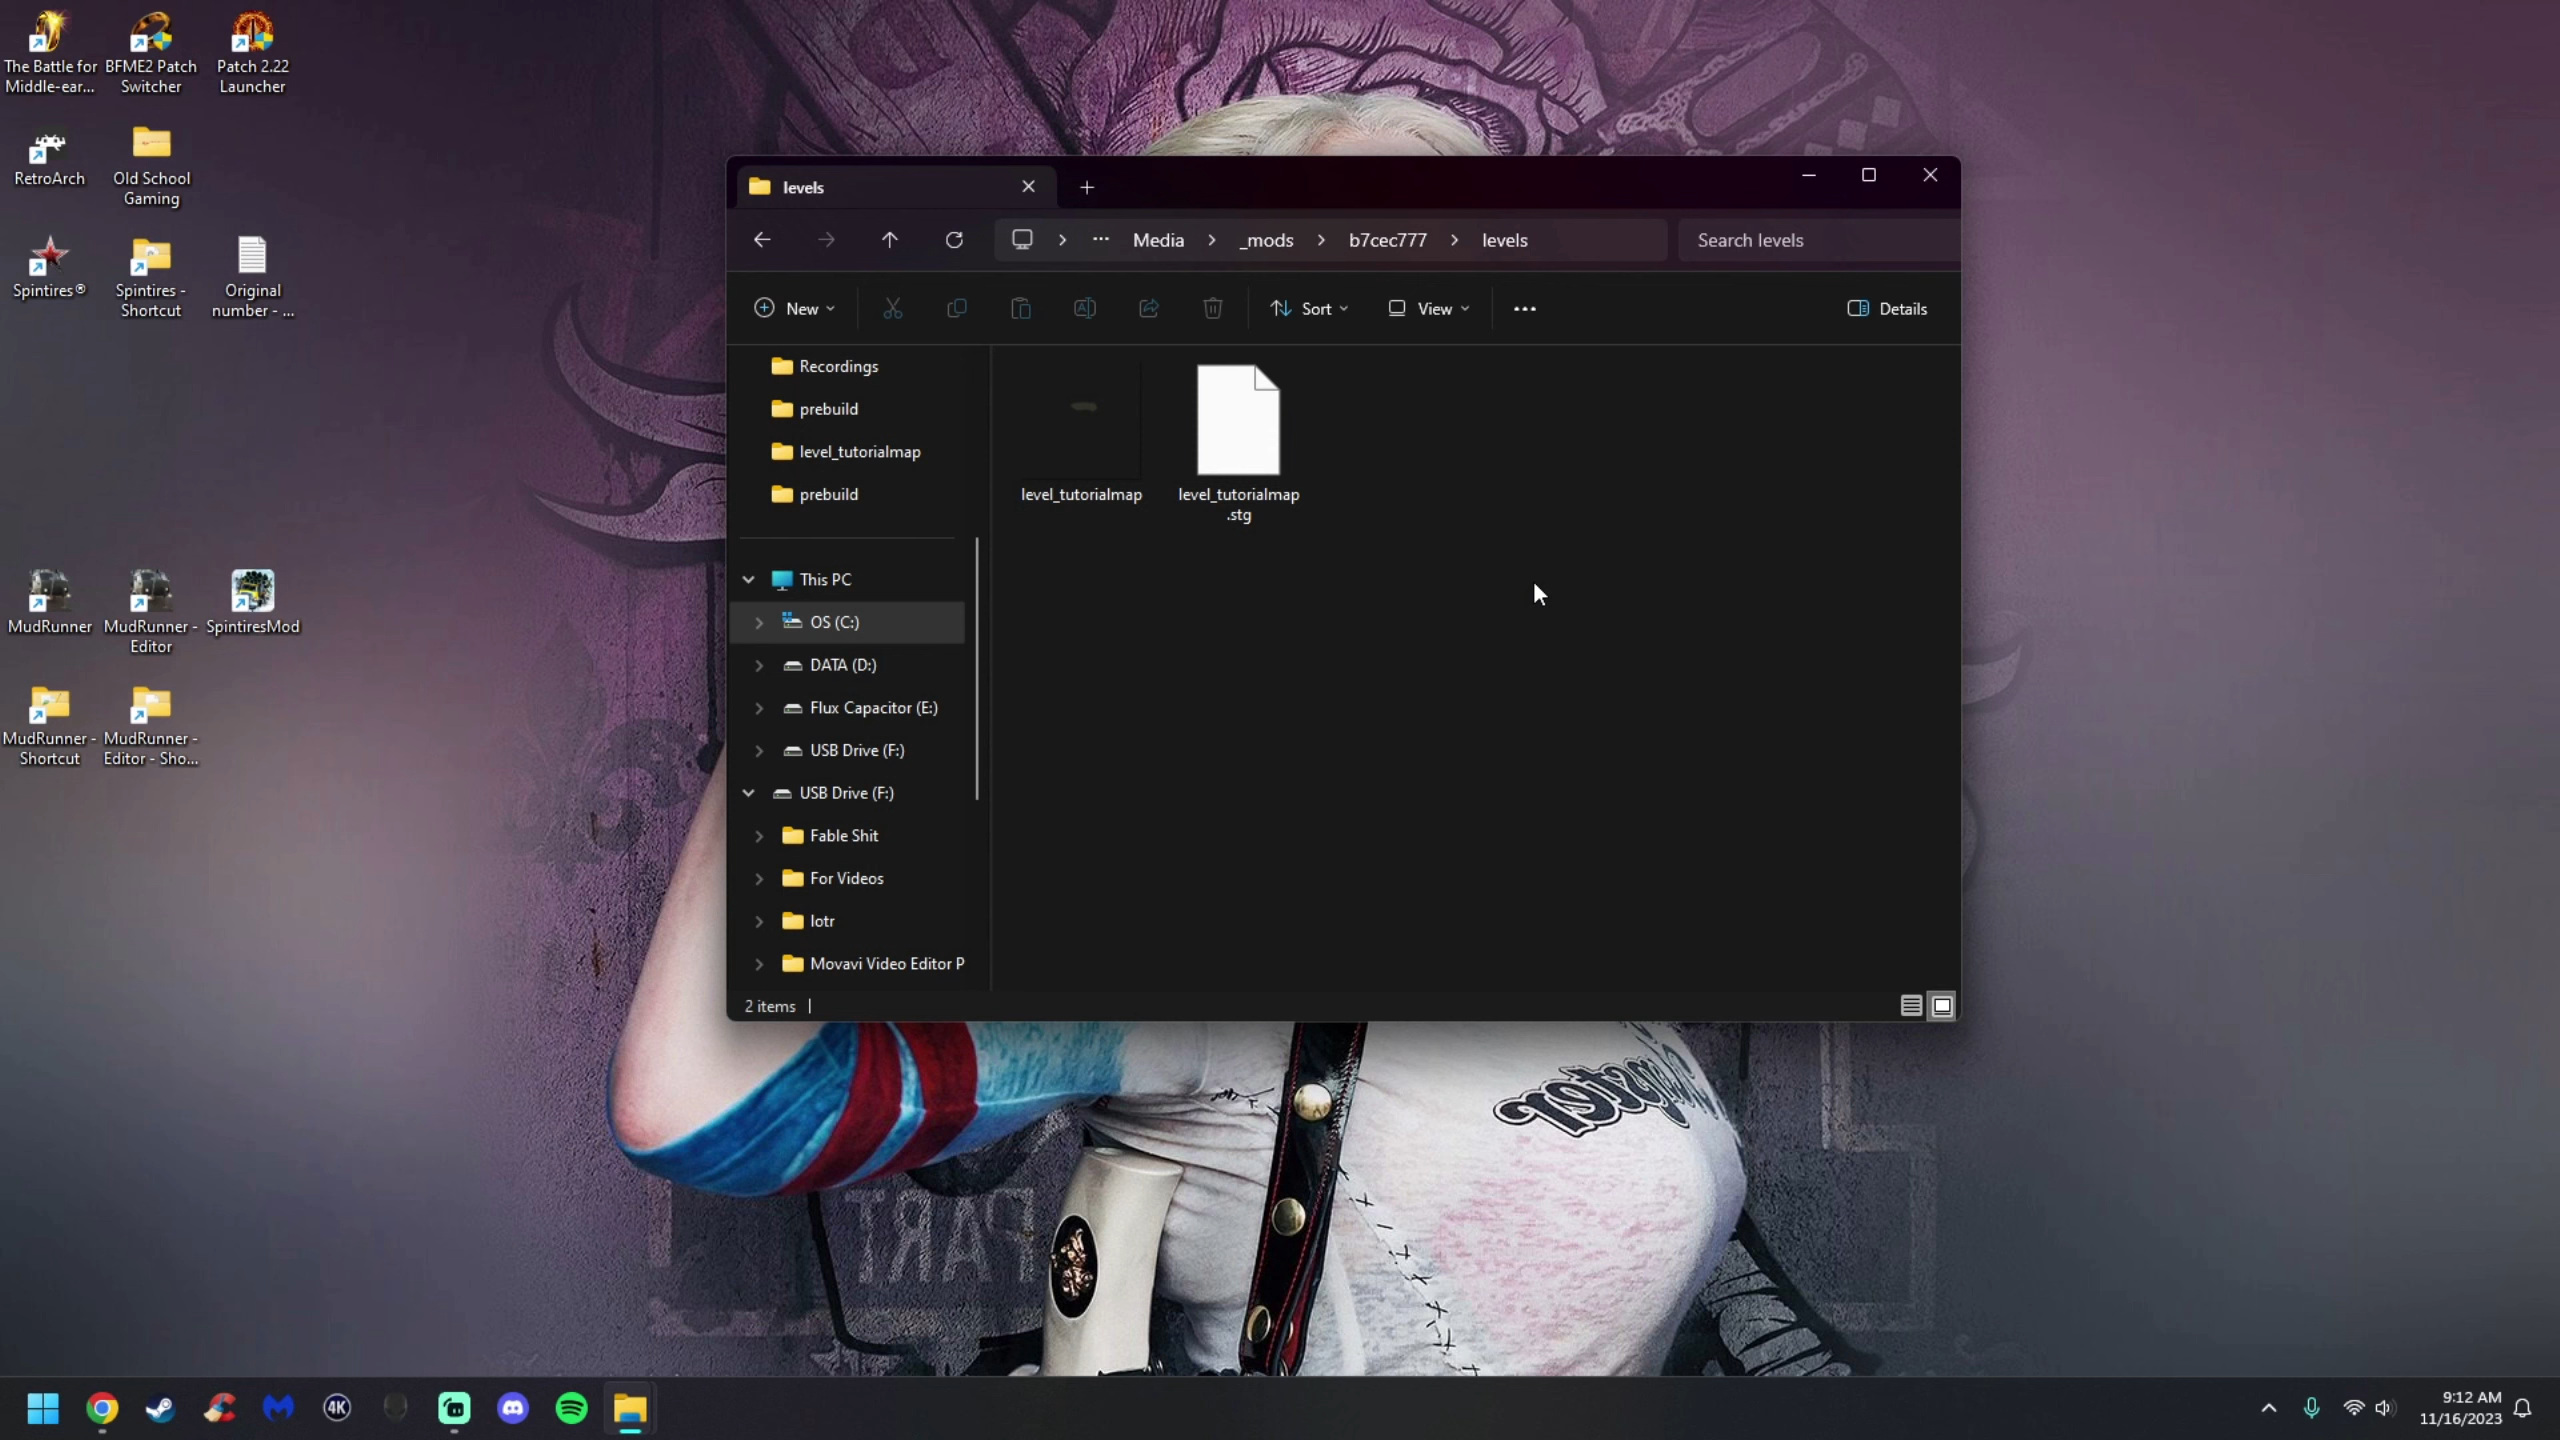 The Battle for
Middle-ear...
BFME2 Patch
Switcher
Patch 2.22
Launcher
RetroArch
Old School
Gaming
Spintires®
Spintires -
Shortcut
Original
number - ...
MudRunner
MudRunner -
Editor
SpintiresMod
MudRunner -
Shortcut
MudRunner -
Editor - Sho...
levels
... Media > _mods > b7cec777 > levels
Search levels
New
Sort
View
Details
Recordings
prebuild
level_tutorialmap
prebuild
This PC
OS (C:)
DATA (D:)
Flux Capacitor (E:)
USB Drive (F:)
USB Drive (F:)
Fable Shit
For Videos
lotr
Movavi Video Editor P
level_tutorialmap
level_tutorialmap
.stg
2 items
PART
4K
9:12 AM
11/16/2023